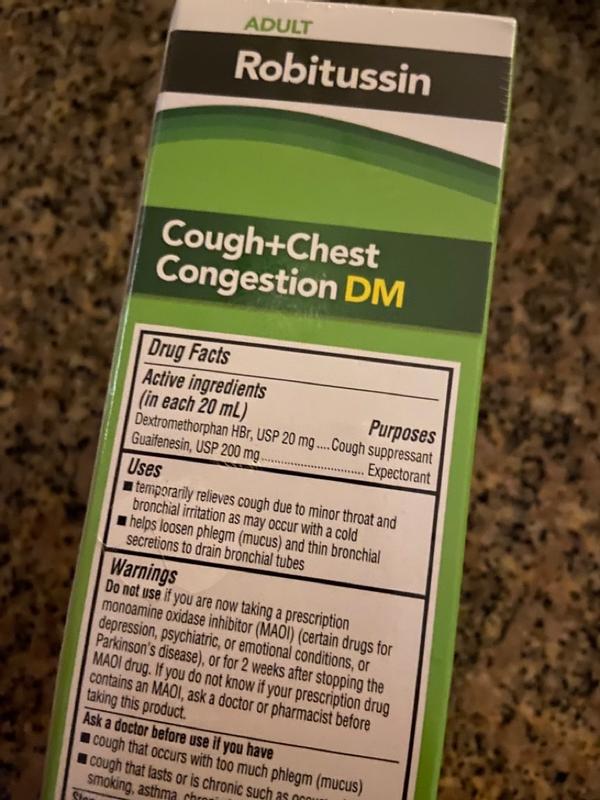 ADULT
Robitussin
Cough+Chest
Congestion DM
Drug Facts
Active ingredients
(in each 20 mL)
Purposes
Dextromethorphan HBr, USP 20 mg....Cough suppressant
Guaifenesin, USP 200 mg.............................. Expectorant
Uses
■ temporarily relieves cough due to minor throat and
bronchial irritation as may occur with a cold
■ helps loosen phlegm (mucus) and thin bronchial
secretions to drain bronchial tubes
Warnings
Do not use if you are now taking a prescription
monoamine oxidase inhibitor (MAOI) (certain drugs for
depression, psychiatric, or emotional conditions, or
Parkinson's disease), or for 2 weeks after stopping the
MAOI drug. If you do not know if your prescription drug
contains an MAOI, ask a doctor or pharmacist before
taking this product.
Ask a doctor before use if you have
■ cough that occurs with too much phlegm (mucus)
■ cough that lasts or is chronic such as
smoking, asthma,